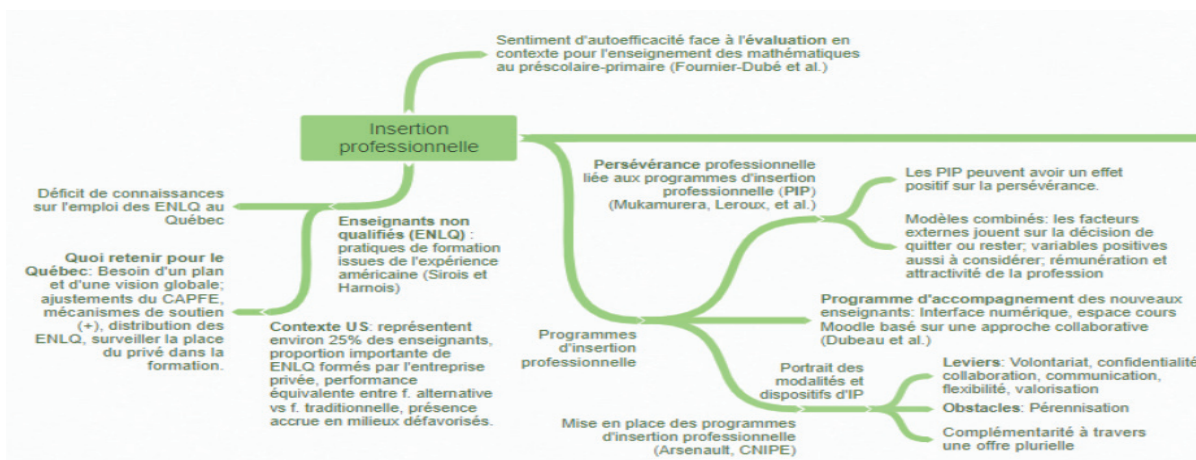 Sentiment d'autoefficacité face à l'évaluation en
contexte pour l'enseignement des mathématiques
au préscolaire-primaire (Fournier-Dubé et al.)
Insertion
professionnelle
Déficit de connaissances
sur l'emploi des ENLQ au
Québec
Quoi retenir pour le
Québec: Besoin d'un plan
et d'une vision globale;
ajustements du CAPFE,
mécanismes de soutien
(+), distribution des
ENLQ, surveiller la place
du privé dans la
formation.
Enseignants non
qualifiés (ENLQ) :
pratiques de formation
issues de l'expérience
américaine (Sirois et
Harnois)
Contexte US: représentent
environ 25% des enseignants,
proportion importante de
ENLQ formés par l'entreprise
privée, performance
équivalente entre f. alternative
vs f. traditionnelle, présence
accrue en milieux défavorisés.
Programmes
d'insertion
professionnelle
Persévérance professionnelle
liée aux programmes d'insertion
professionnelle (PIP)
(Mukamurera, Leroux, et al.)
Les PIP peuvent avoir un effet
positif sur la persévérance.
Modèles combinés: les facteurs
externes jouent sur la décision de
quitter ou rester; variables positives
aussi à considérer; rémunération et
attractivité de la profession
Programme d'accompagnement des nouveaux
enseignants: Interface numérique, espace cours
Moodle basé sur une approche collaborative
(Dubeau et al.)
Portrait des
modalités et
dispositifs d'IP
Mise en place des programmes
d'insertion professionnelle
(Arsenault, CNIPE)
Leviers: Volontariat, confidentialité
collaboration, communication,
flexibilité, valorisation
Obstacles: Pérennisation
Complémentarité à travers
une offre plurielle